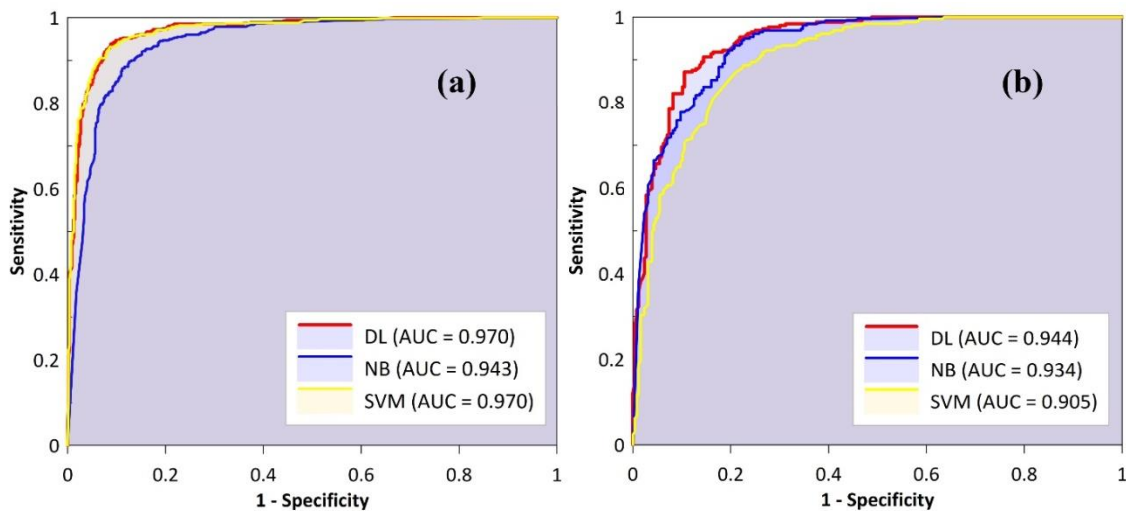 (a)
Sensitivity
1
0.8
0.6
0.4
0.2
0
DL (AUC = 0.970)
NB (AUC = 0.943)
SVM (AUC = 0.970)
0 0.2 0.4 0.6 0.8 1
1 - Specificity
(b)
Sensitivity
1
0.8
0.6
0.4
0.2
0
DL (AUC = 0.944)
NB (AUC = 0.934)
SVM (AUC = 0.905)
0 0.2 0.4 0.6 0.8 1
1 - Specificity